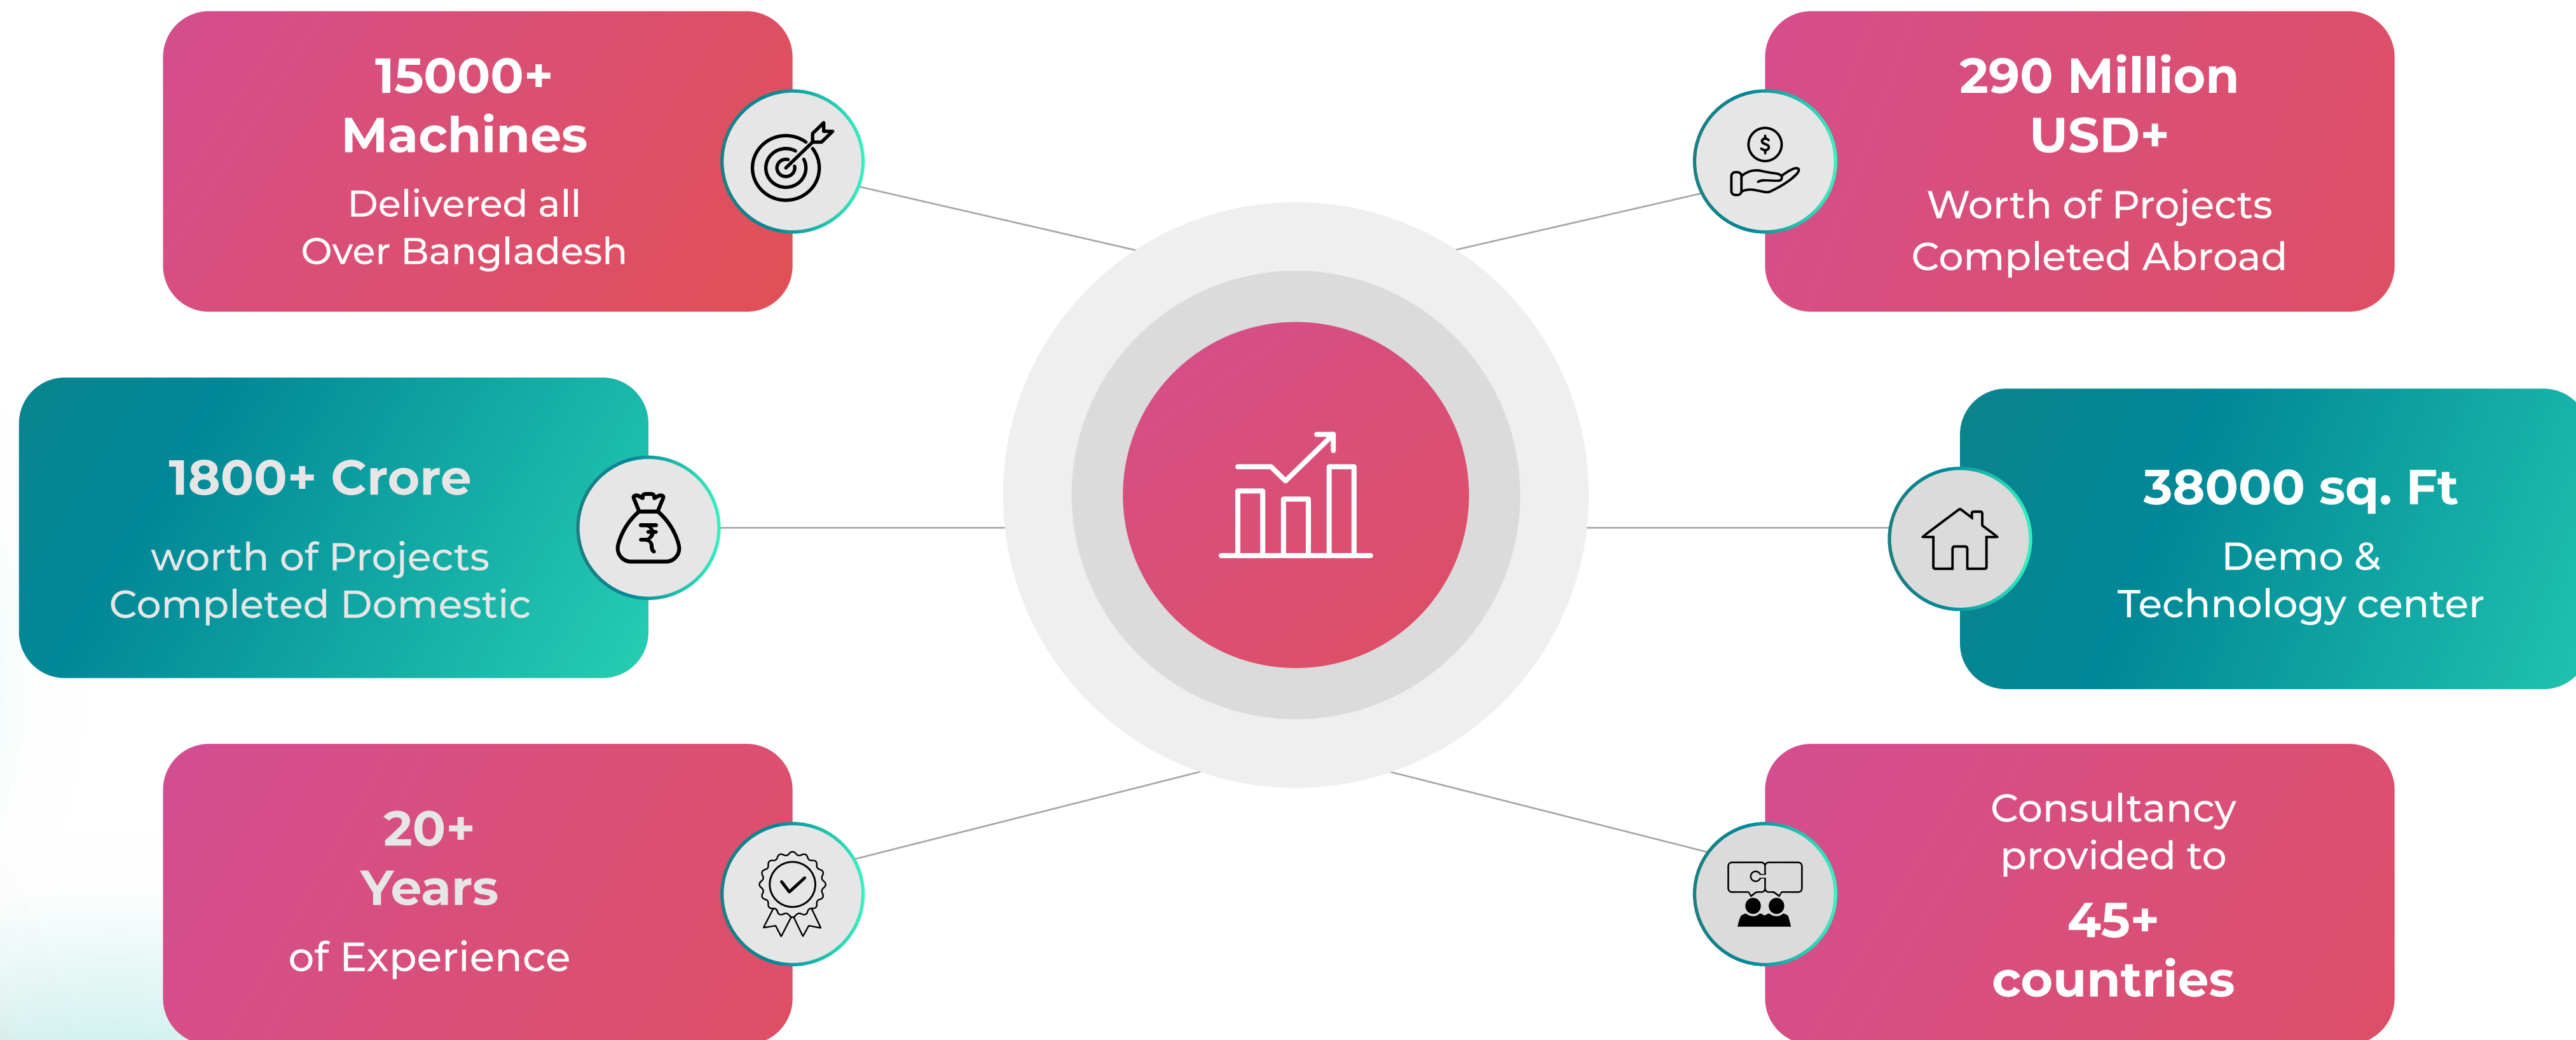 15000+
Machines
Delivered all
Over Bangladesh
290 Million
USD+
Worth of Projects
Completed Abroad
1800+ Crore
worth of Projects
Completed Domestic
38000 sq. Ft
Demo &
Technology center
20+
Years
of Experience
Consultancy
provided to
45+
countries